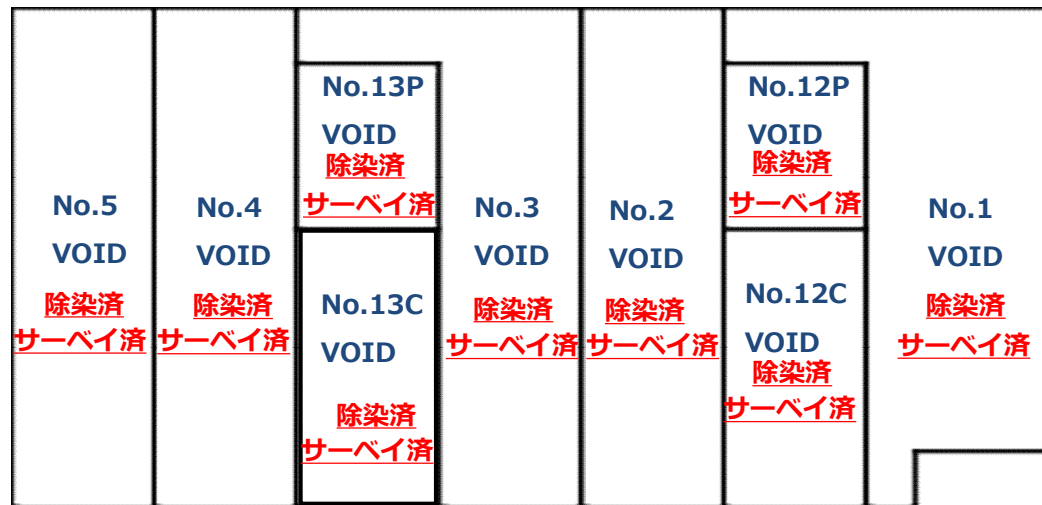 No.5
VOID
除染済
サーベイ済
No.4
VOID
除染済
サーベイ済
No.13P
VOID
除染済
サーベイ済
No.13C
VOID
除染済
サーベイ済
No.3
VOID
除染済
サーベイ済
No.2
VOID
除染済
サーベイ済
No.12P
VOID
除染済
サーベイ済
No.12C
VOID
除染済
サーベイ済
No.1
VOID
除染済
サーベイ済